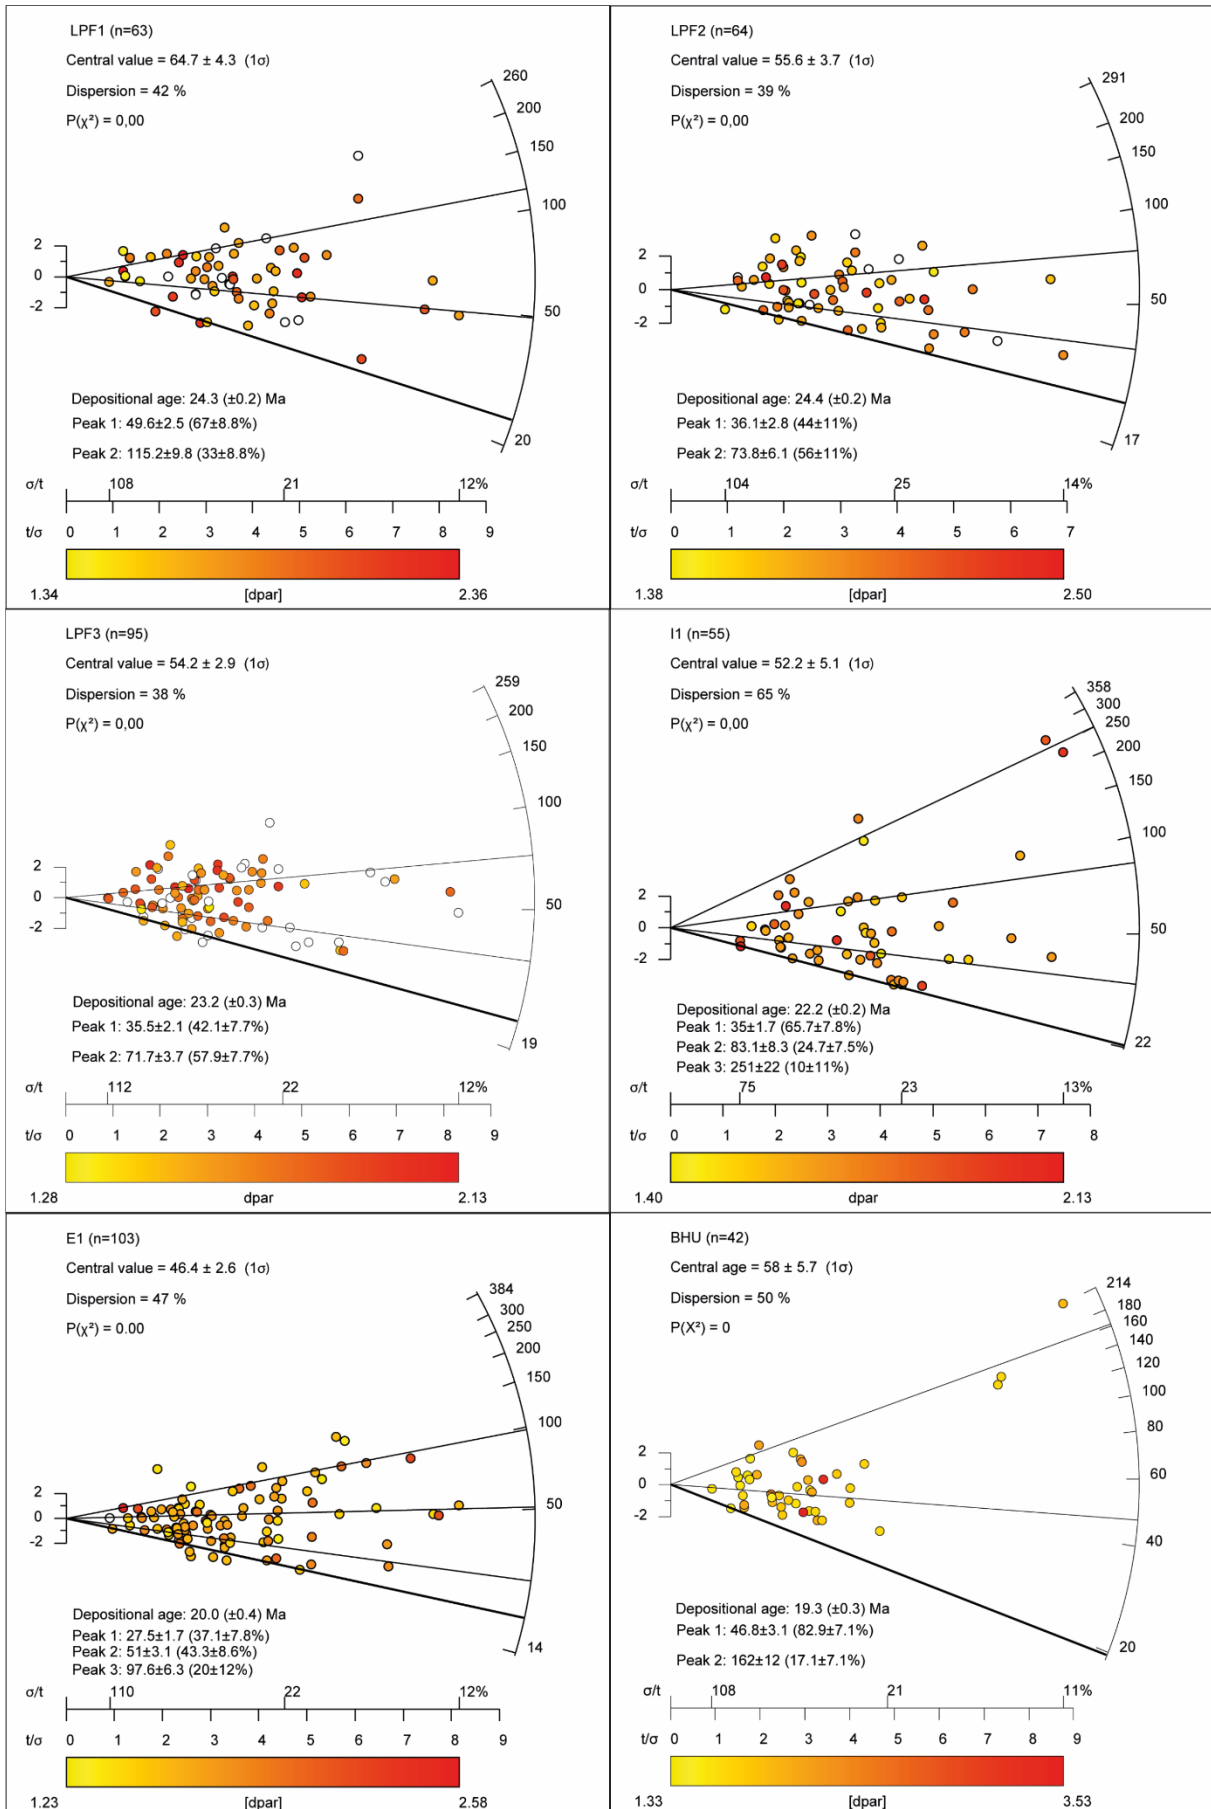 LPF1 (n=63)
Central value = 64.7 ± 4.3 (1σ)
Dispersion = 42 %
P(χ²) = 0,00
260
200
150
100
50
20
2
0
-2
Depositional age: 24.3 (±0.2) Ma
Peak 1: 49.6±2.5 (67±8.8%)
Peak 2: 115.2±9.8 (33±8.8%)
σ/t 108 21 12%
t/σ 0 1 2 3 4 5 6 7 8 9
1.34 [dpar] 2.36
LPF2 (n=64)
Central value = 55.6 ± 3.7 (1σ)
Dispersion = 39 %
P(χ²) = 0,00
291
200
150
100
50
17
2
0
-2
Depositional age: 24.4 (±0.2) Ma
Peak 1: 36.1±2.8 (44±11%)
Peak 2: 73.8±6.1 (56±11%)
σ/t 104 25 14%
t/σ 0 1 2 3 4 5 6 7
1.38 [dpar] 2.50
LPF3 (n=95)
Central value = 54.2 ± 2.9 (1σ)
Dispersion = 38 %
P(χ²) = 0,00
259
200
150
100
50
19
2
0
-2
Depositional age: 23.2 (±0.3) Ma
Peak 1: 35.5±2.1 (42.1±7.7%)
Peak 2: 71.7±3.7 (57.9±7.7%)
σ/t 112 22 12%
t/σ 0 1 2 3 4 5 6 7 8 9
1.28 dpar 2.13
I1 (n=55)
Central value = 52.2 ± 5.1 (1σ)
Dispersion = 65 %
P(χ²) = 0,00
358
300
250
200
150
100
50
22
2
0
-2
Depositional age: 22.2 (±0.2) Ma
Peak 1: 35±1.7 (65.7±7.8%)
Peak 2: 83.1±8.3 (24.7±7.5%)
Peak 3: 251±22 (10±11%)
σ/t 75 23 13%
t/σ 0 1 2 3 4 5 6 7 8
1.40 dpar 2.13
E1 (n=103)
Central value = 46.4 ± 2.6 (1σ)
Dispersion = 47 %
P(χ²) = 0.00
384
300
250
200
150
100
50
14
2
0
-2
Depositional age: 20.0 (±0.4) Ma
Peak 1: 27.5±1.7 (37.1±7.8%)
Peak 2: 51±3.1 (43.3±8.6%)
Peak 3: 97.6±6.3 (20±12%)
σ/t 110 22 12%
t/σ 0 1 2 3 4 5 6 7 8 9
1.23 [dpar] 2.58
BHU (n=42)
Central age = 58 ± 5.7 (1σ)
Dispersion = 50 %
P(X²) = 0
214
180
160
140
120
100
80
60
40
20
2
0
-2
Depositional age: 19.3 (±0.3) Ma
Peak 1: 46.8±3.1 (82.9±7.1%)
Peak 2: 162±12 (17.1±7.1%)
σ/t 108 21 11%
t/σ 0 1 2 3 4 5 6 7 8 9
1.33 [dpar] 3.53